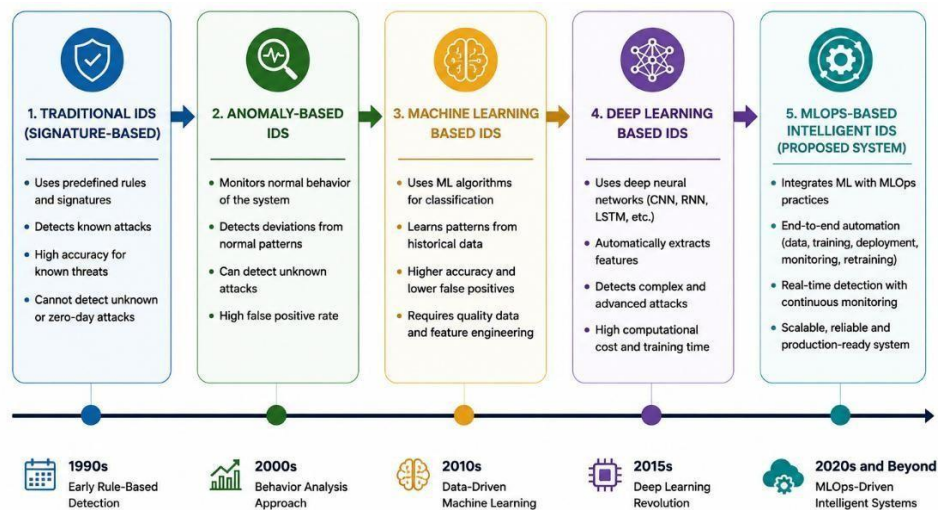 1. TRADITIONAL IDS
(SIGNATURE-BASED)
• Uses predefined rules
and signatures
• Detects known attacks
• High accuracy for
known threats
• Cannot detect unknown
or zero-day attacks
2. ANOMALY-BASED
IDS
• Monitors normal behavior
of the system
• Detects deviations from
normal patterns
• Can detect unknown
attacks
• High false positive rate
3. MACHINE LEARNING
BASED IDS
• Uses ML algorithms
for classification
• Learns patterns from
historical data
• Higher accuracy and
lower false positives
• Requires quality data
and feature engineering
4. DEEP LEARNING
BASED IDS
• Uses deep neural
networks (CNN, RNN,
LSTM, etc.)
• Automatically extracts
features
• Detects complex and
advanced attacks
• High computational
cost and training time
5. MLOPS-BASED
INTELLIGENT IDS
(PROPOSED SYSTEM)
• Integrates ML with MLOps
practices
• End-to-end automation
(data, training, deployment,
monitoring, retraining)
• Real-time detection with
continuous monitoring
• Scalable, reliable and
production-ready system
1990s
Early Rule-Based
Detection
2000s
Behavior Analysis
Approach
2010s
Data-Driven
Machine Learning
2015s
Deep Learning
Revolution
2020s and Beyond
MLOps-Driven
Intelligent Systems